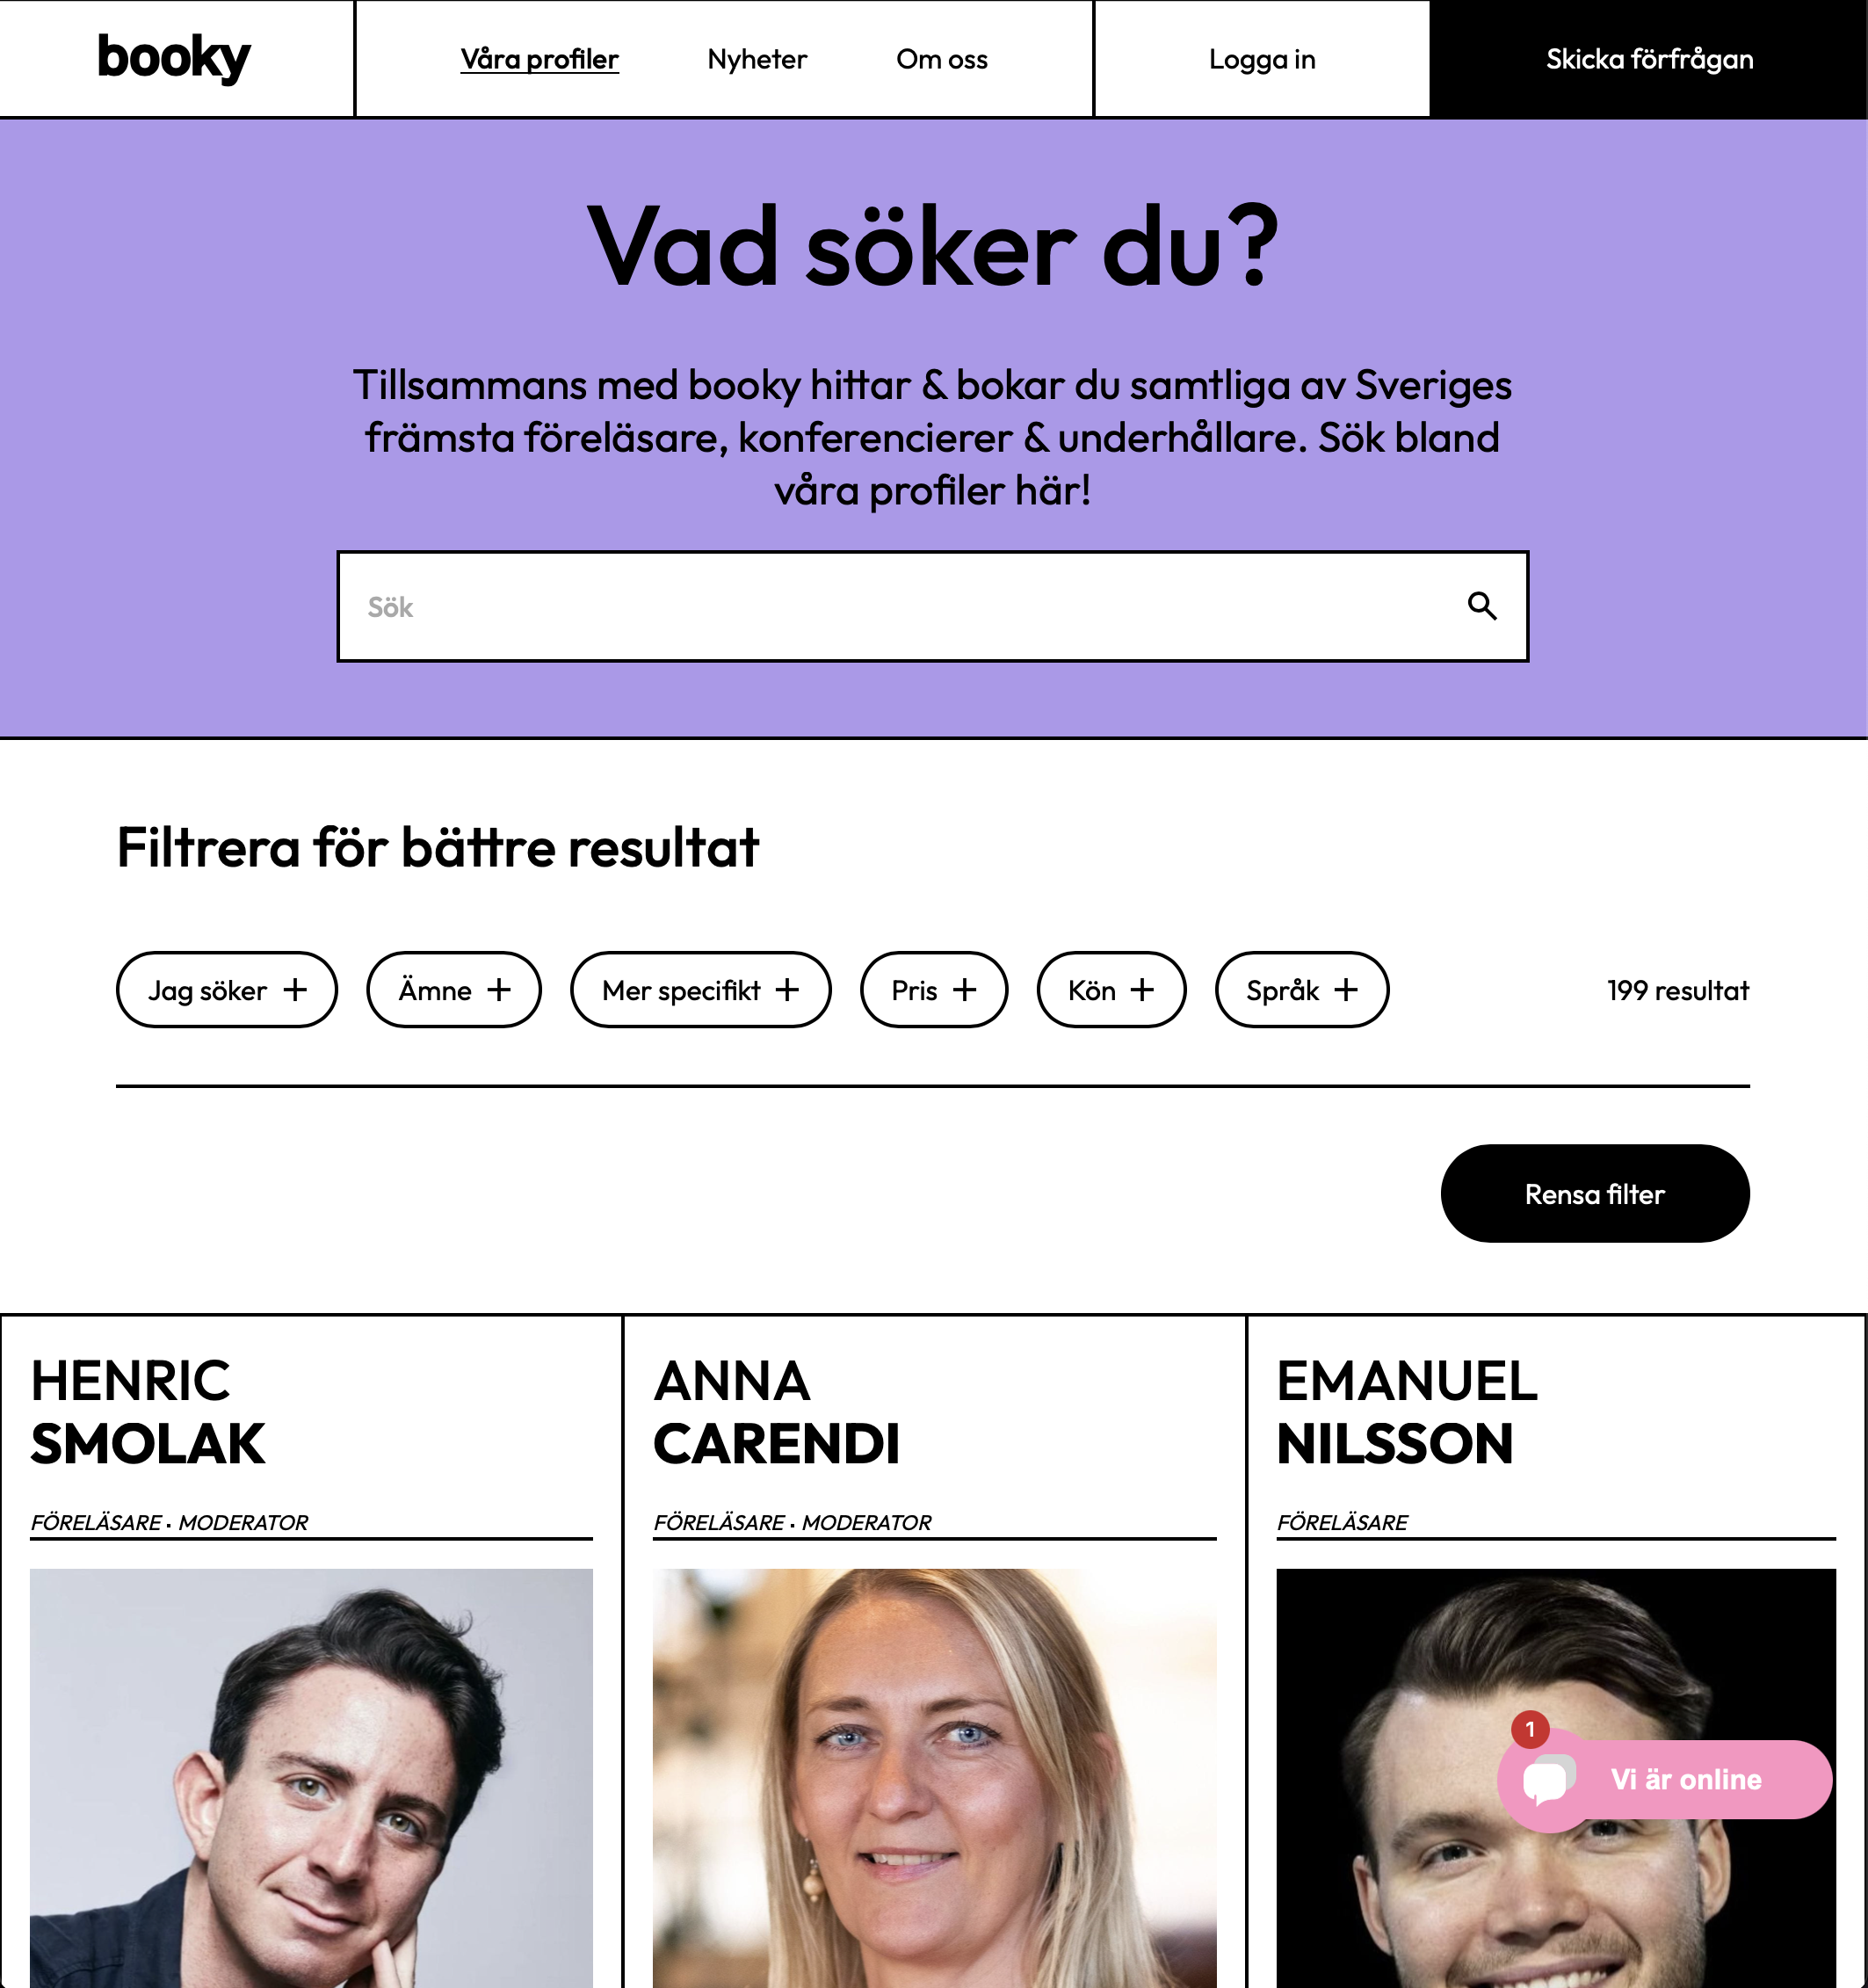 booky
Våra profiler
Nyheter
Om oss
Logga in
Skicka förfrågan
Vad söker du?
Tillsammans med booky hittar & bokar du samtliga av Sveriges
främsta föreläsare, konferencierer & underhållare. Sök bland
våra profiler här!
Sök
Filtrera för bättre resultat
Jag söker +
Ämne +
Mer specifikt +
Pris +
Kön +
Språk +
199 resultat
Rensa filter
HENRIC
SMOLAK
FÖRELÄSARE · MODERATOR
ANNA
CARENDI
FÖRELÄSARE · MODERATOR
EMANUEL
NILSSON
FÖRELÄSARE
1
Vi är online